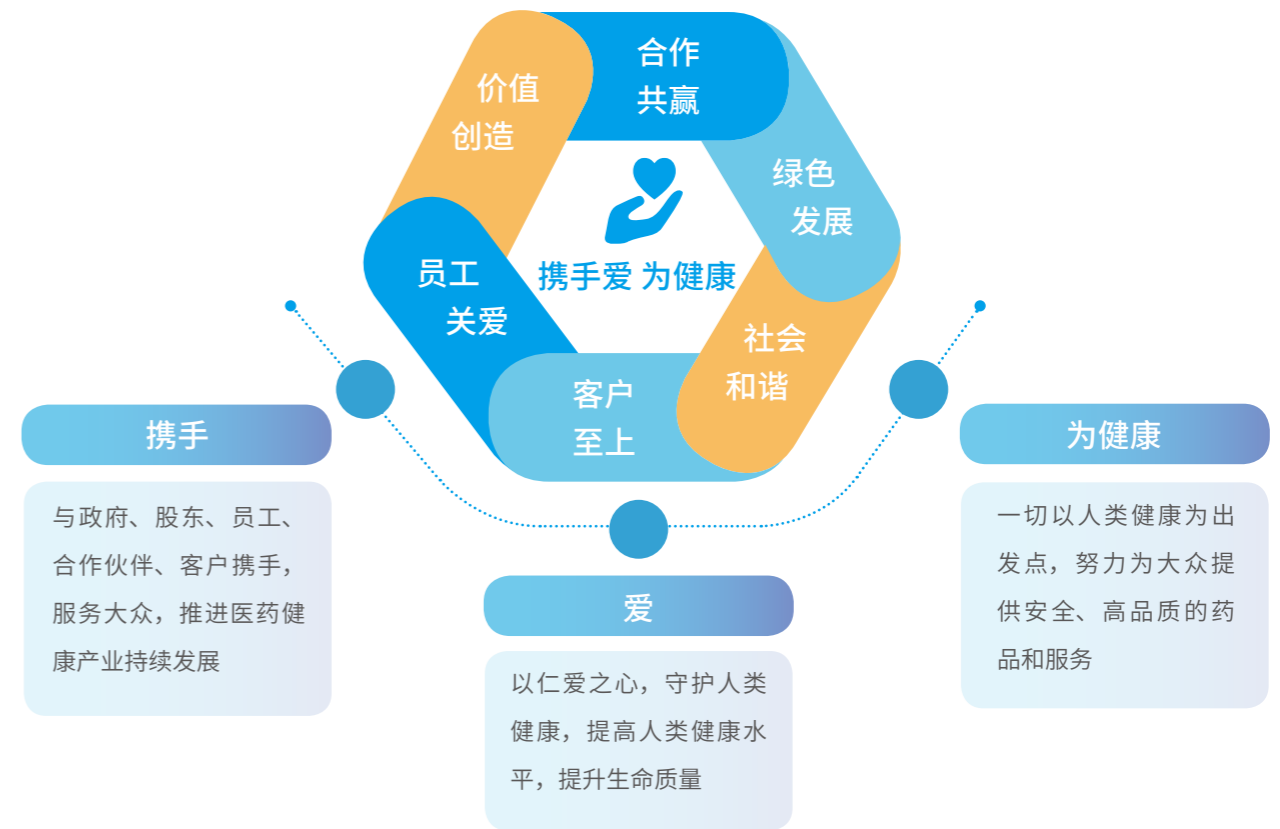 合作
共赢
价值
创造
绿色
发展
员工
关爱
携手爱 为健康
社会
和谐
客户
至上
携手
与政府、股东、员工、
合作伙伴、客户携手，
服务大众，推进医药健
康产业持续发展
爱
以仁爱之心，守护人类
健康，提高人类健康水
平，提升生命质量
为健康
一切以人类健康为出
发点，努力为大众提
供安全、高品质的药
品和服务